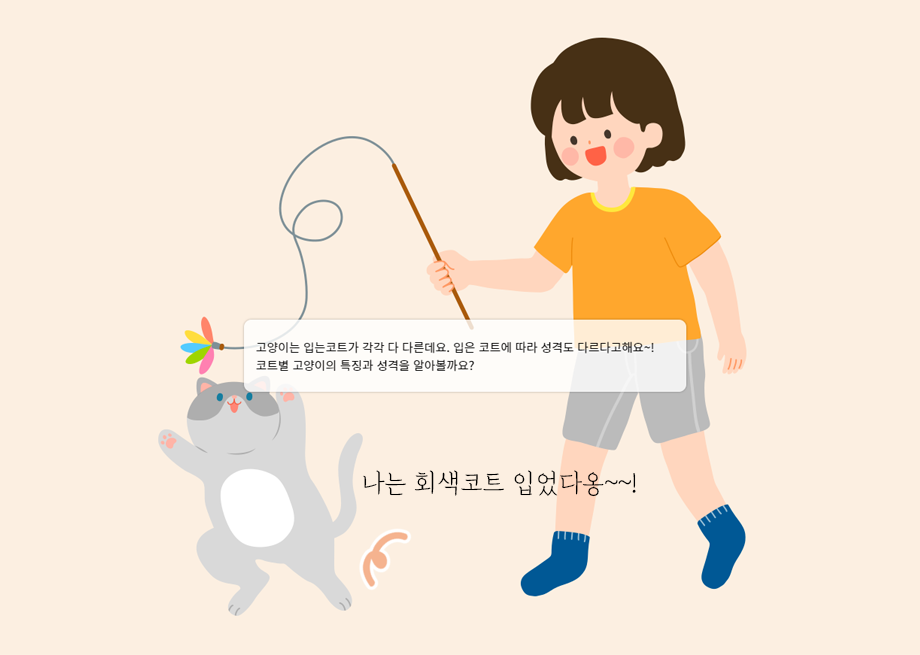 고양이는 입는코트가 각각 다 다른데요. 입은 코트에 따라 성격도 다르다고해요~!
코트별 고양이의 특징과 성격을 알아볼까요?
나는 회색코트 입었다옹~~!